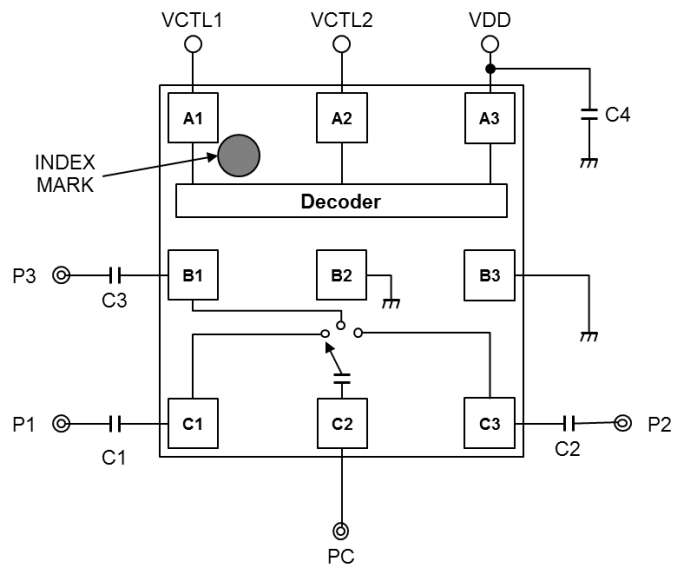 VCTL1
VCTL2
VDD
A1
A2
A3
C4
INDEX
MARK
Decoder
P3
C3
B1
B2
B3
P1
C1
C1
C2
C3
C2
P2
PC